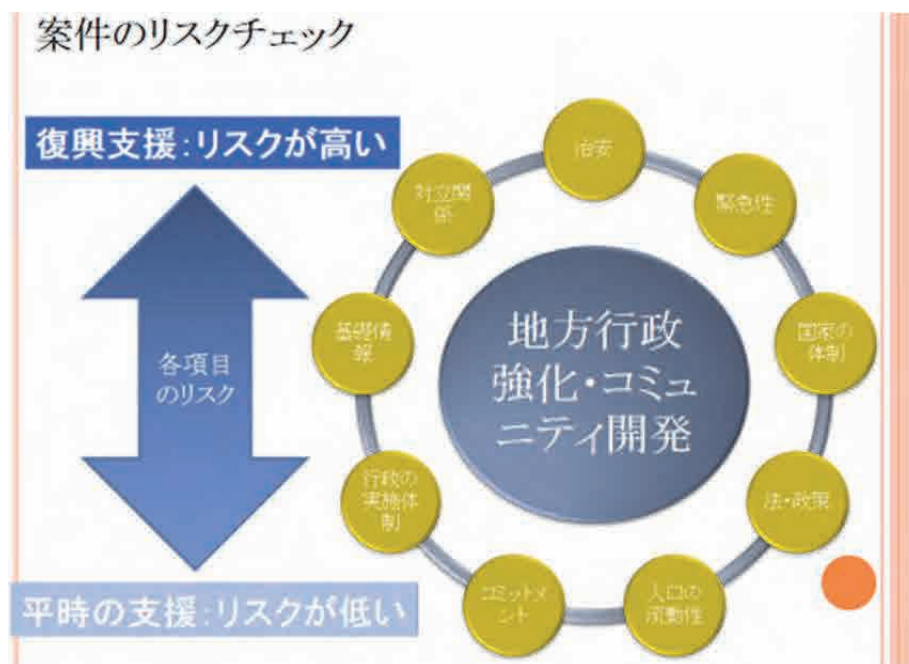 案件のリスクチェック
復興支援:リスクが高い
各項目
のリスク
平時の支援:リスクが低い
地方行政
強化・コミュ
ニティ開発
治安
緊急性
国家の
体制
法・政策
人口の
流動性
コミットメ
ント
行政の
実施体
制
基礎情
報
対立関
係